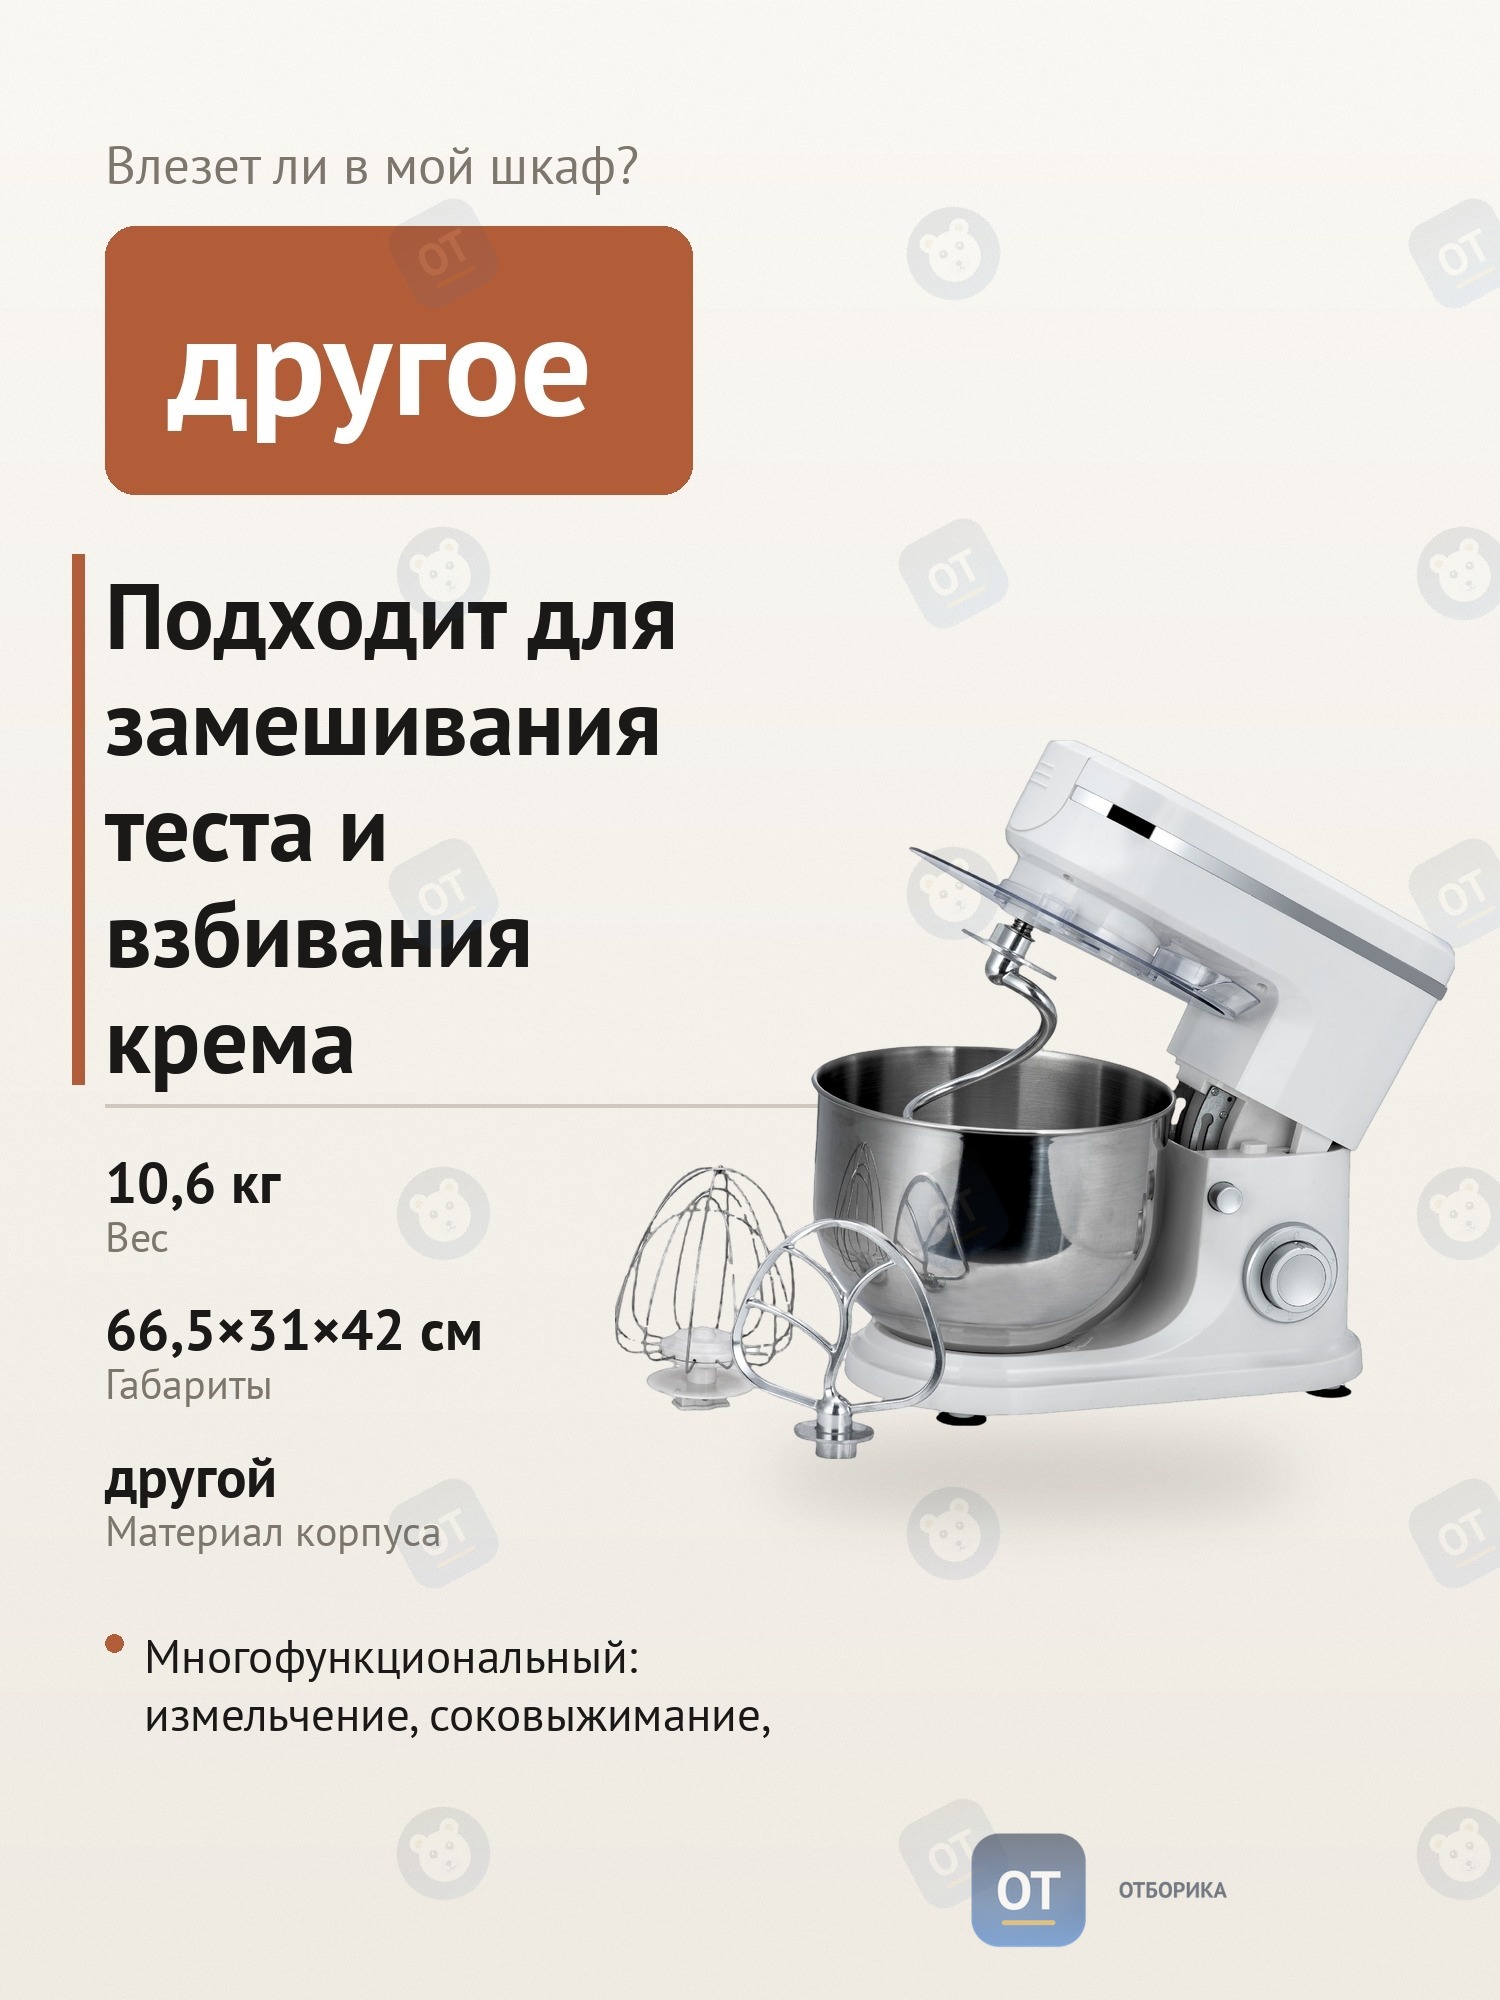 Влезет ли в мой шкаф?
другое
Подходит для
замешивания
теста и
взбивания
крема
10,6 кг
Вес
66,5×31×42 см
Габариты
другой
Материал корпуса
Многофункциональный:
измельчение, соковыжимание,
ОТ
ОТБОРИКА